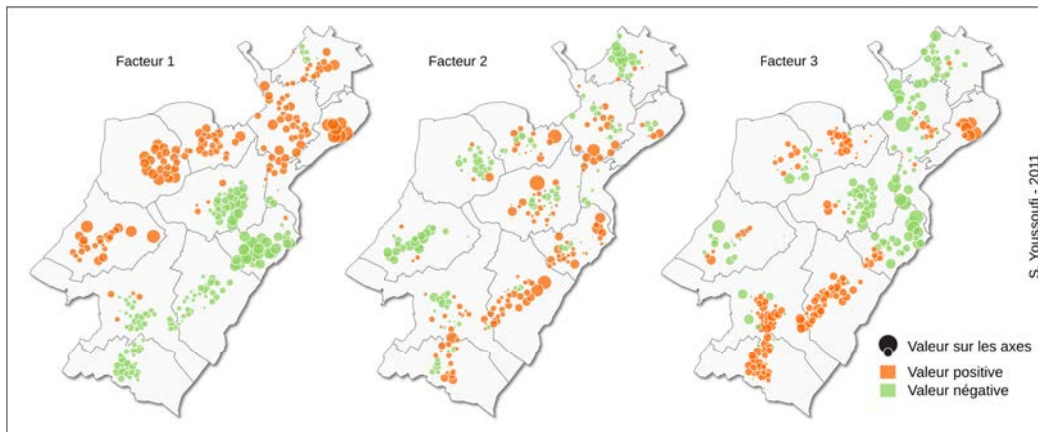 Facteur 1
Facteur 2
Facteur 3
S. Youssoufi - 2011
Valeur sur les axes
Valeur positive
Valeur négative